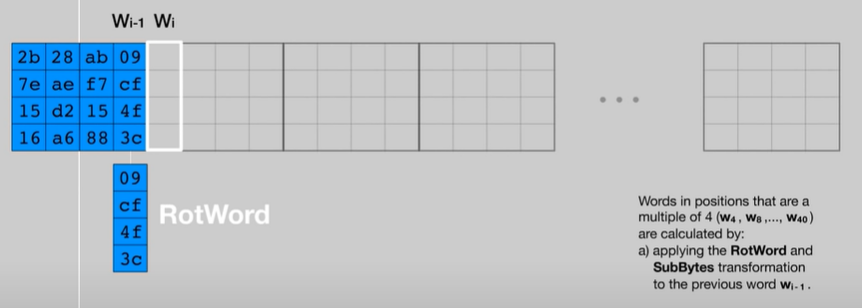 Wi-1 Wi
2b 28 ab 09
7e ae f7 cf
15 d2 15 4f
16 a6 88 3c
09
cf
4f
3c
RotWord
Words in positions that are a
multiple of 4 (w4, w8,..., w40)
are calculated by:
a) applying the RotWord and
SubBytes transformation
to the previous word wi-1.